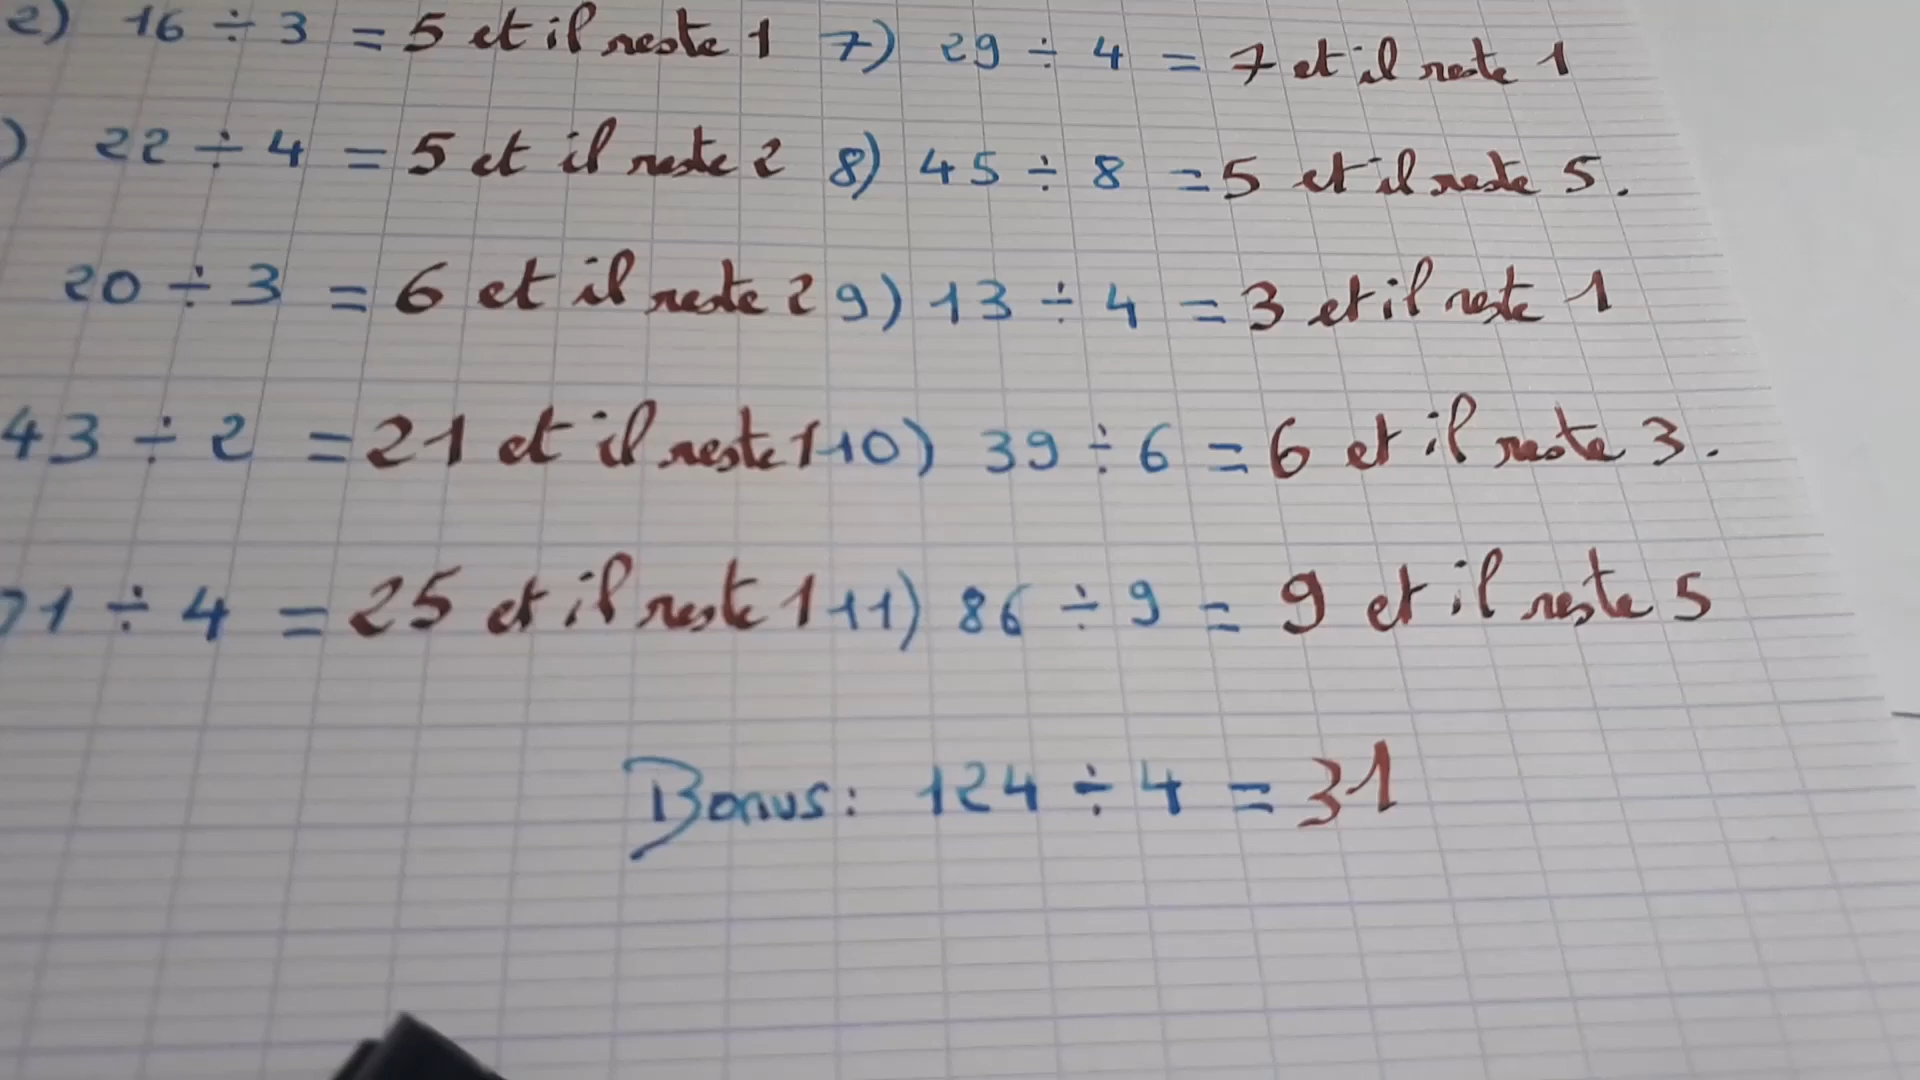 2) 16 ÷ 3 = 5 et il reste 1 7) 29 ÷ 4 = 7 et il reste 1
) 22 ÷ 4 = 5 et il reste 2 8) 45 ÷ 8 = 5 et il reste 5.
20 ÷ 3 = 6 et il reste 2 9) 13 ÷ 4 = 3 et il reste 1
43 ÷ 2 = 21 et il reste 1 10) 39 ÷ 6 = 6 et il reste 3.
1 ÷ 4 = 25 et il reste 1 11) 86 ÷ 9 = 9 et il reste 5
Bonus: 124 ÷ 4 = 31